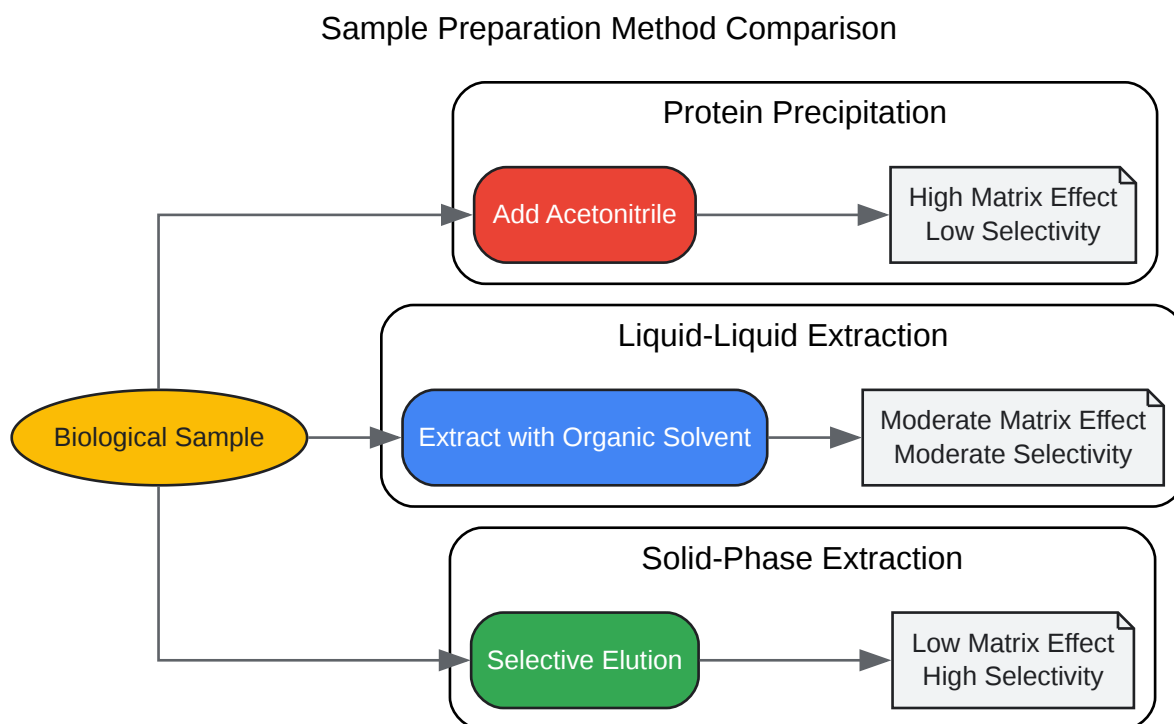 Sample Preparation Method Comparison
Protein Precipitation
Add Acetonitrile
High Matrix Effect
Low Selectivity
Liquid-Liquid Extraction
Biological Sample
Extract with Organic Solvent
Moderate Matrix Effect
Moderate Selectivity
Solid-Phase Extraction
Selective Elution
Low Matrix Effect
High Selectivity